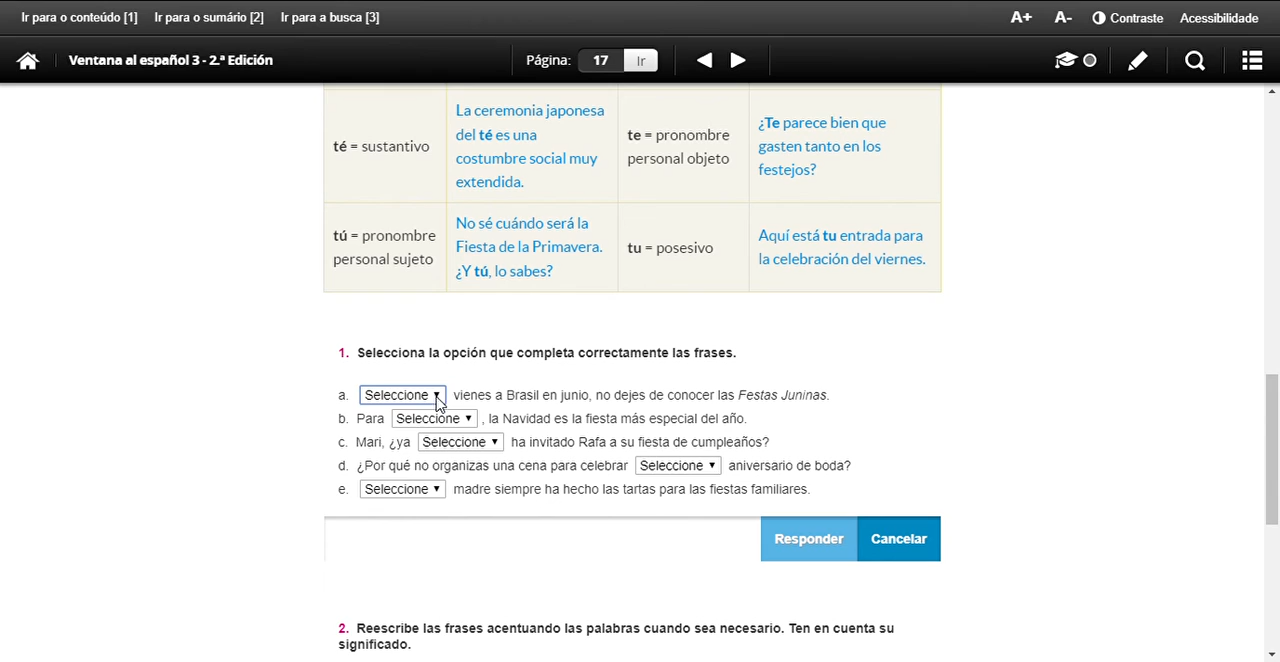 Ir para o conteúdo [1] Ir para o sumário [2] Ir para a busca [3] A+ A- Contraste Acessibilidade
Ventana al español 3 - 2.ª Edición Página: 17 Ir
té = sustantivo
La ceremonia japonesa
del té es una
costumbre social muy
extendida.
te = pronombre
personal objeto
¿Te parece bien que
gasten tanto en los
festejos?
tú = pronombre
personal sujeto
No sé cuándo será la
Fiesta de la Primavera.
¿Y tú, lo sabes?
tu = posesivo
Aquí está tu entrada para
la celebración del viernes.
1. Selecciona la opción que completa correctamente las frases.
a. Seleccione vienes a Brasil en junio, no dejes de conocer las Festas Juninas.
b. Para Seleccione , la Navidad es la fiesta más especial del año.
c. Mari, ¿ya Seleccione ha invitado Rafa a su fiesta de cumpleaños?
d. ¿Por qué no organizas una cena para celebrar Seleccione aniversario de boda?
e. Seleccione madre siempre ha hecho las tartas para las fiestas familiares.
Responder Cancelar
2. Reescribe las frases acentuando las palabras cuando sea necesario. Ten en cuenta su
significado.